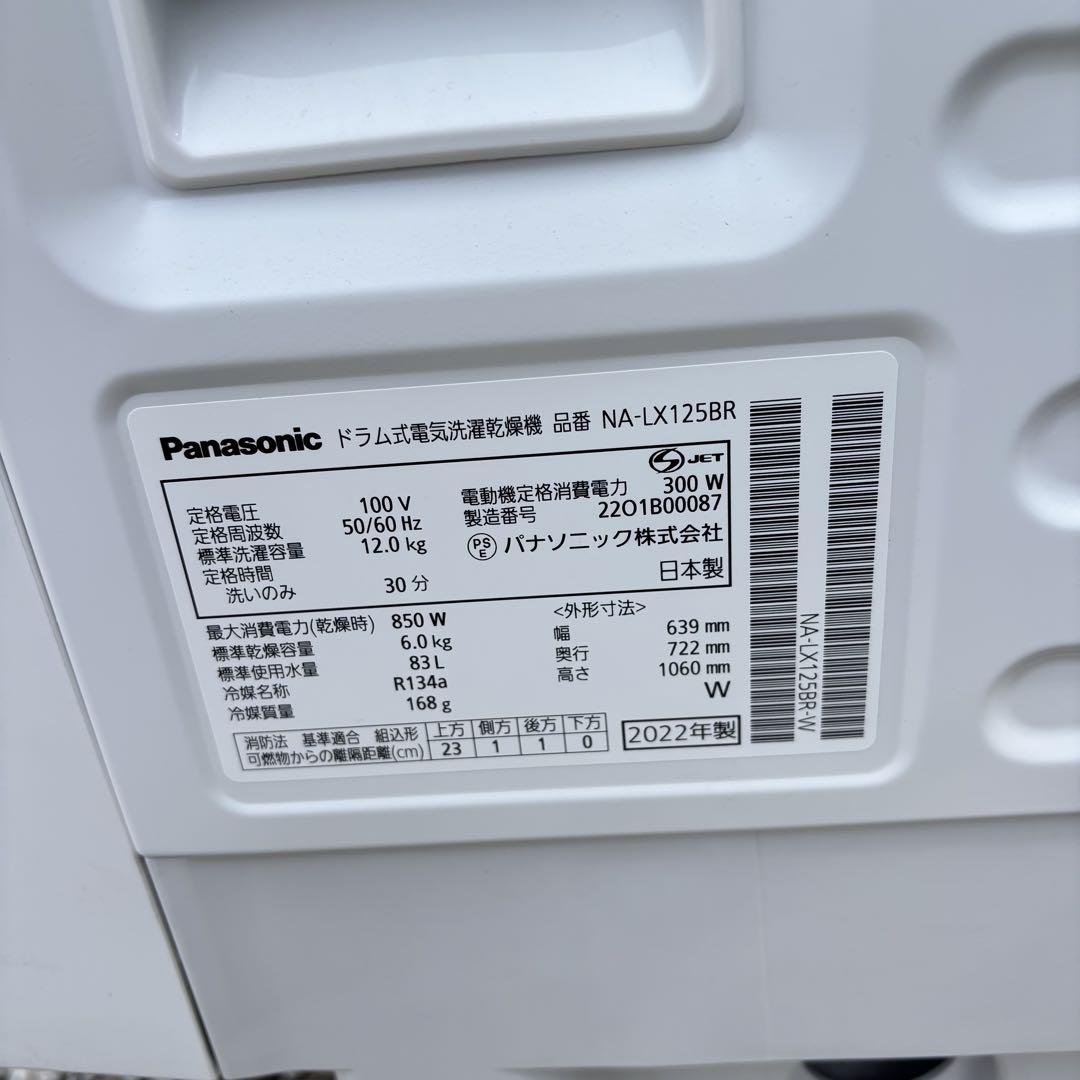 Panasonic ドラム式電気洗濯乾燥機 品番 NA-LX125BR
S JET
定格電圧 100 V
定格周波数 50/60 Hz
標準洗濯容量 12.0 kg
定格時間
洗いのみ 30 分
電動機定格消費電力 300 W
製造番号 22O1B00087
PSE パナソニック株式会社
日本製
最大消費電力(乾燥時) 850 W
標準乾燥容量 6.0 kg
標準使用水量 83 L
冷媒名称 R134a
冷媒質量 168 g
<外形寸法>
幅 639 mm
奥行 722 mm
高さ 1060 mm
W
消防法 基準適合 組込形 上方 側方 後方 下方
可燃物からの離隔距離(cm) 23 1 1 0
2022年製
NA-LX125BR-W